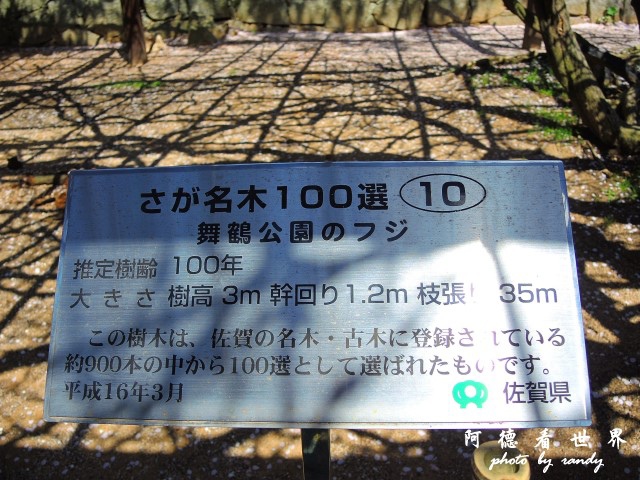 さが名木100選 10
舞鶴公園のフジ
推定樹齢 100年
大きさ 樹高 3m 幹回り 1.2m 枝張り 35m
この樹木は、佐賀の名木・古木に登録されている
約900本の中から100選として選ばれたものです。
平成16年3月
佐賀県
阿德看世界
photo by randy